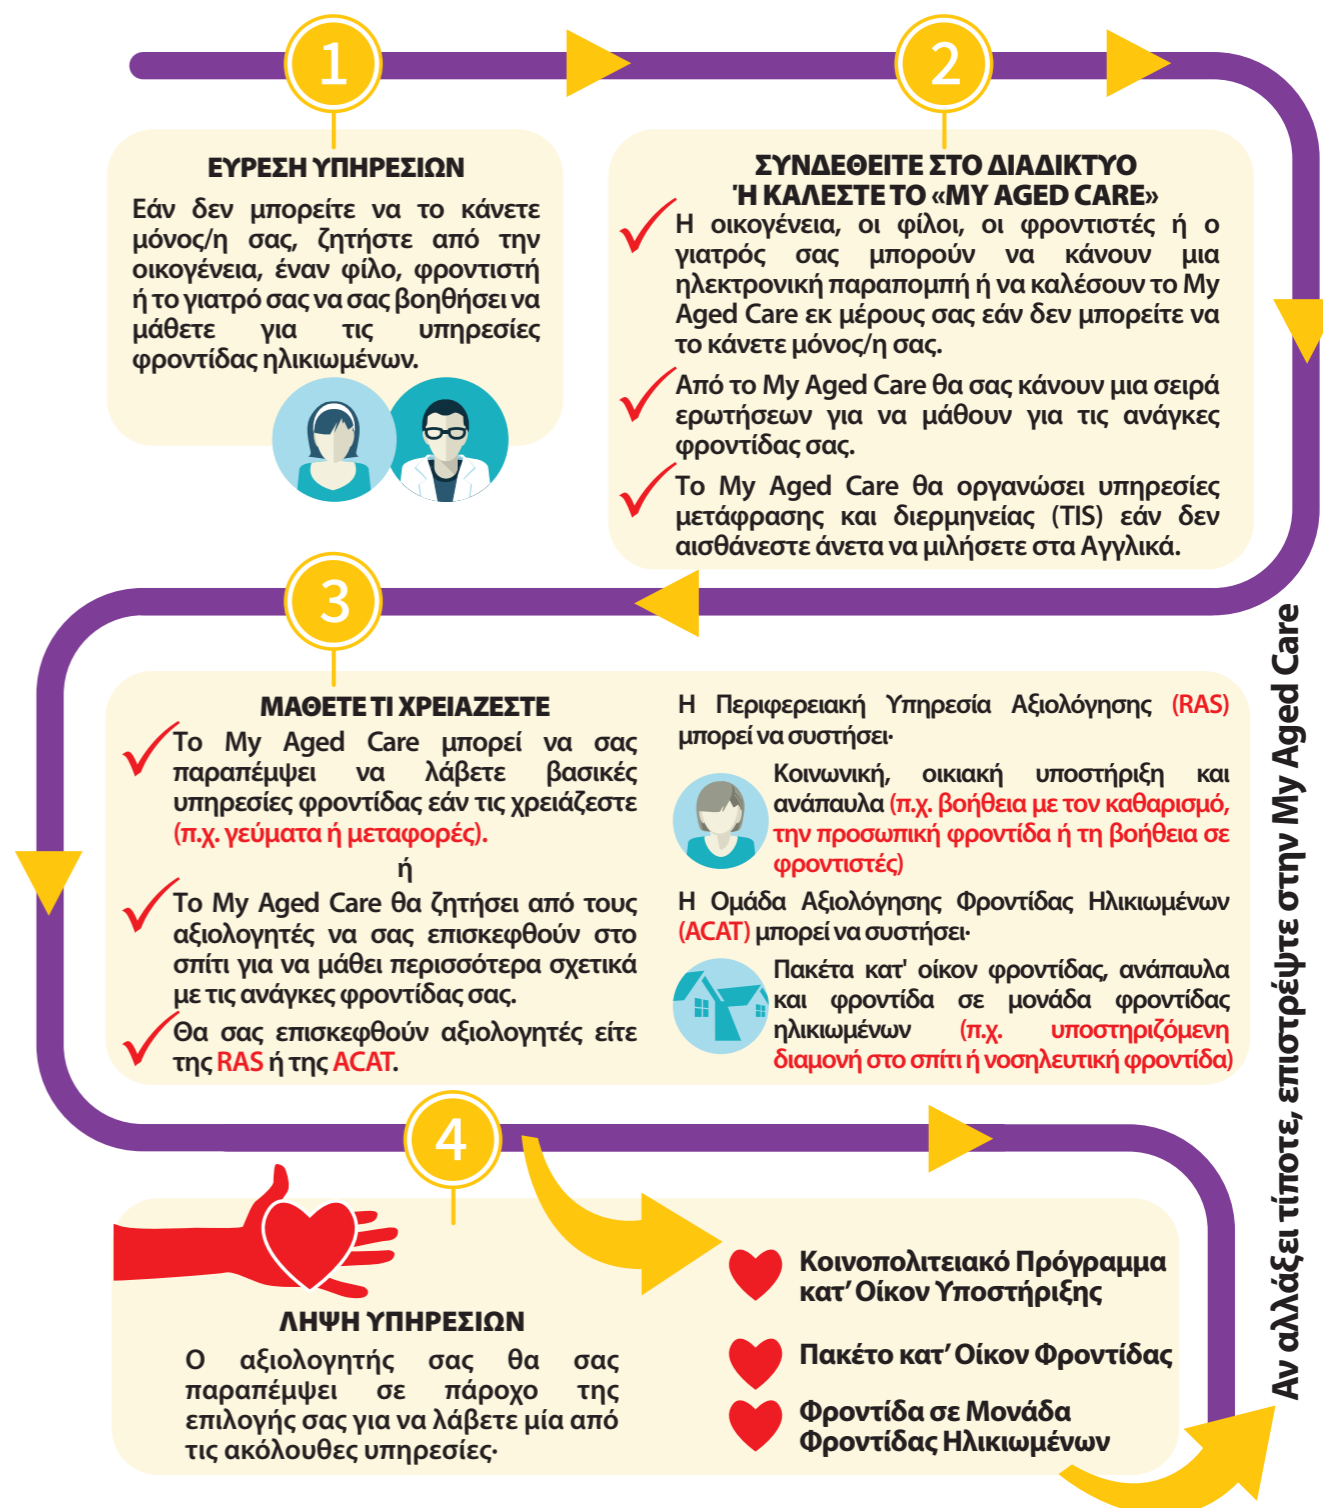 1
ΕΥΡΕΣΗ ΥΠΗΡΕΣΙΩΝ
Εάν δεν μπορείτε να το κάνετε
μόνος/η σας, ζητήστε από την
οικογένεια, έναν φίλο, φροντιστή
ή το γιατρό σας να σας βοηθήσει να
μάθετε για τις υπηρεσίες
φροντίδας ηλικιωμένων.
2
ΣΥΝΔΕΘΕΙΤΕ ΣΤΟ ΔΙΑΔΙΚΤΥΟ
Ή ΚΑΛΕΣΤΕ ΤΟ «MY AGED CARE»
Η οικογένεια, οι φίλοι, οι φροντιστές ή ο
γιατρός σας μπορούν να κάνουν μια
ηλεκτρονική παραπομπή ή να καλέσουν το My
Aged Care εκ μέρους σας εάν δεν μπορείτε να
το κάνετε μόνος/η σας.
Από το My Aged Care θα σας κάνουν μια σειρά
ερωτήσεων για να μάθουν για τις ανάγκες
φροντίδας σας.
Το My Aged Care θα οργανώσει υπηρεσίες
μετάφρασης και διερμηνείας (TIS) εάν δεν
αισθάνεστε άνετα να μιλήσετε στα Αγγλικά.
3
ΜΑΘΕΤΕ ΤΙ ΧΡΕΙΑΖΕΣΤΕ
Το My Aged Care μπορεί να σας
παραπέμψει να λάβετε βασικές
υπηρεσίες φροντίδας εάν τις χρειάζεστε
(π.χ. γεύματα ή μεταφορές).
ή
Το My Aged Care θα ζητήσει από τους
αξιολογητές να σας επισκεφθούν στο
σπίτι για να μάθει περισσότερα σχετικά
με τις ανάγκες φροντίδας σας.
Θα σας επισκεφθούν αξιολογητές είτε
της RAS ή της ACAT.
Η Περιφερειακή Υπηρεσία Αξιολόγησης (RAS)
μπορεί να συστήσει·
Κοινωνική, οικιακή υποστήριξη και
ανάπαυλα (π.χ. βοήθεια με τον καθαρισμό,
την προσωπική φροντίδα ή τη βοήθεια σε
φροντιστές)
Η Ομάδα Αξιολόγησης Φροντίδας Ηλικιωμένων
(ACAT) μπορεί να συστήσει·
Πακέτα κατ' οίκον φροντίδας, ανάπαυλα
και φροντίδα σε μονάδα φροντίδας
ηλικιωμένων (π.χ. υποστηριζόμενη
διαμονή στο σπίτι ή νοσηλευτική φροντίδα)
4
ΛΗΨΗ ΥΠΗΡΕΣΙΩΝ
Ο αξιολογητής σας θα σας
παραπέμψει σε πάροχο της
επιλογής σας για να λάβετε μία από
τις ακόλουθες υπηρεσίες·
Κοινοπολιτειακό Πρόγραμμα
κατ’ Οίκον Υποστήριξης
Πακέτο κατ’ Οίκον Φροντίδας
Φροντίδα σε Μονάδα
Φροντίδας Ηλικιωμένων
Αν αλλάξει τίποτε, επιστρέψτε στην My Aged Care